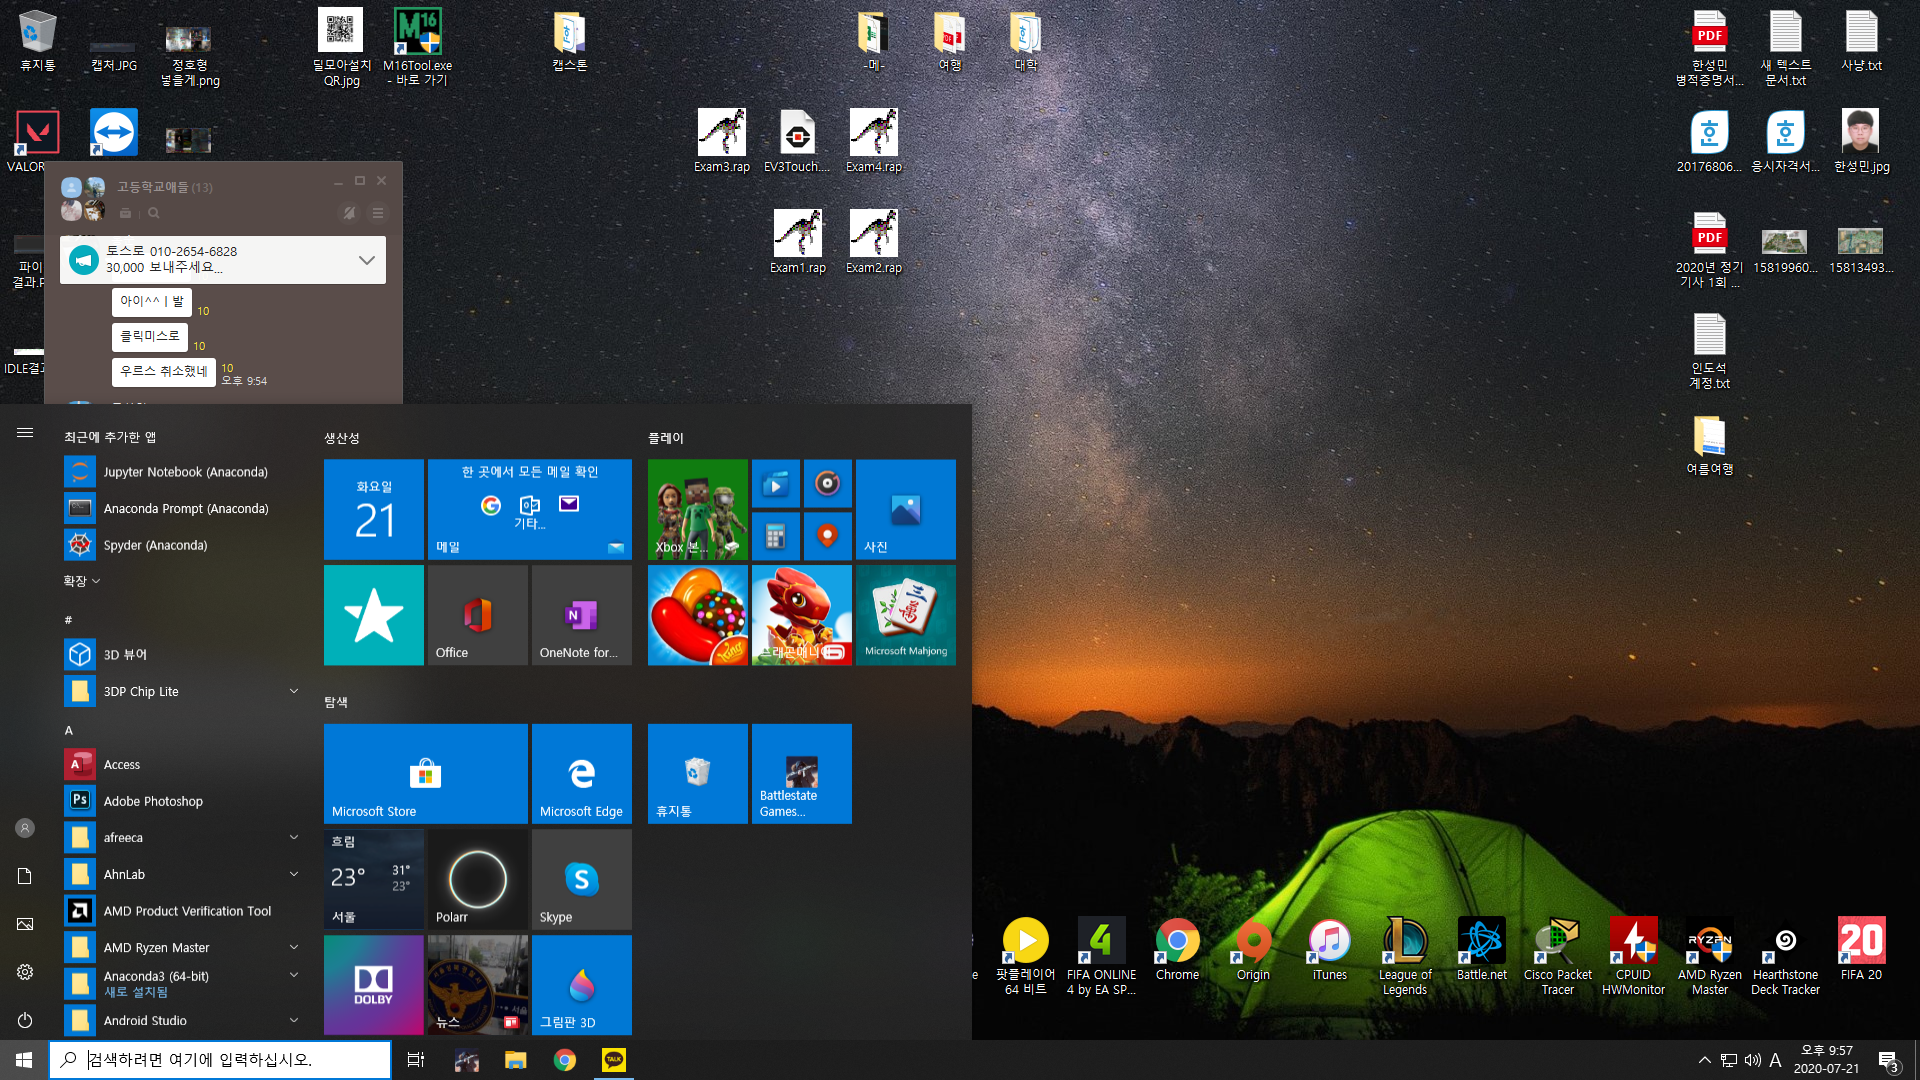 휴지통
캡처.JPG
정호형
넣을게.png
딜모아설치
QR.jpg
M16
M16Tool.exe
- 바로 가기
캡스톤
-메-
여행
대학
한성민
병적증명서...
새 텍스트
문서.txt
사냥.txt
VALOR
Exam3.rap
EV3Touch....
Exam4.rap
20176806...
응시자격서...
한성민.jpg
Exam1.rap
Exam2.rap
2020년 정기
기사 1회 ...
15819960...
15813493...
인도석
계정.txt
여름여행
파이
결과.P
IDLE결고
고등학교애들 (13)
토스로 010-2654-6828
30,000 보내주세요...
아이^^ㅣ발
10
클릭미스로
10
우르스 취소했네
10
오후 9:54
최근에 추가한 앱
Jupyter Notebook (Anaconda)
Anaconda Prompt (Anaconda)
Spyder (Anaconda)
확장
#
3D 뷰어
3DP Chip Lite
A
Access
Adobe Photoshop
afreeca
AhnLab
AMD Product Verification Tool
AMD Ryzen Master
Anaconda3 (64-bit)
새로 설치됨
Android Studio
생산성
화요일
21
한 곳에서 모든 메일 확인
기타...
메일
Office
OneNote for...
탐색
Microsoft Store
Microsoft Edge
흐림
23°
31°
23°
서울
Polarr
Skype
DOLBY
뉴스
그림판 3D
플레이
Xbox 본...
사진
King
드래곤매니아
Microsoft Mahjong
휴지통
Battlestate
Games...
팟플레이어
64 비트
FIFA ONLINE
4 by EA SP...
Chrome
Origin
iTunes
League of
Legends
Battle.net
Cisco Packet
Tracer
CPUID
HWMonitor
RYZEN
AMD Ryzen
Master
Hearthstone
Deck Tracker
20
FIFA 20
검색하려면 여기에 입력하십시오.
TALK
A
오후 9:57
2020-07-21
3